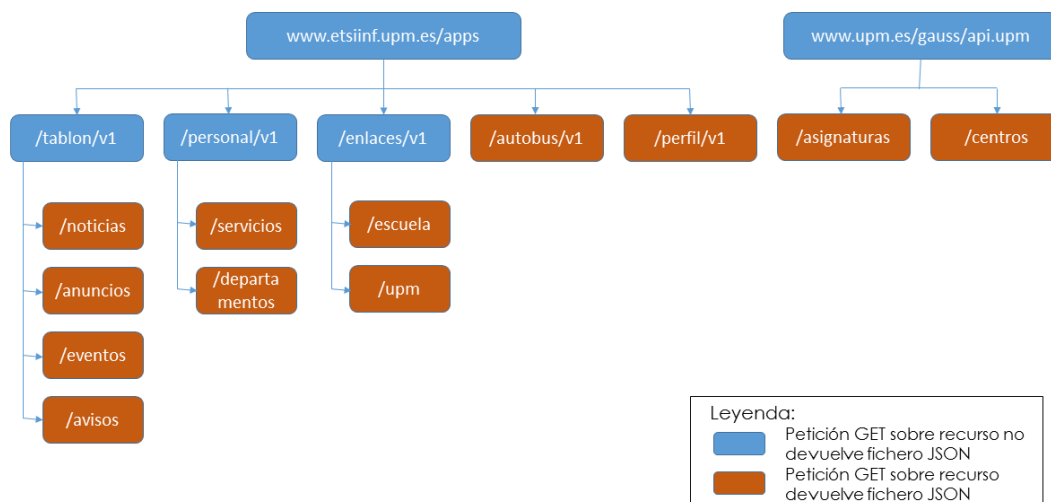 www.etsiinf.upm.es/apps
www.upm.es/gauss/api.upm
/tablon/v1
/personal/v1
/enlaces/v1
/autobus/v1
/perfil/v1
/asignaturas
/centros
/noticias
/servicios
/escuela
/anuncios
/departa
mentos
/upm
/eventos
/avisos
Leyenda:
Petición GET sobre recurso no
devuelve fichero JSON
Petición GET sobre recurso
devuelve fichero JSON